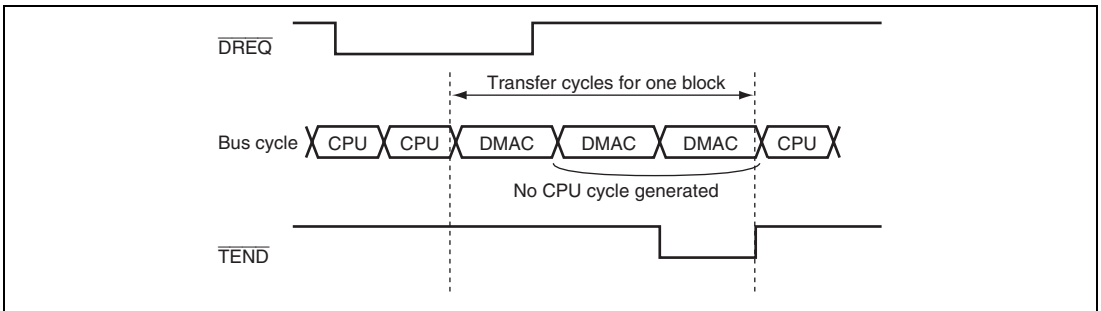 DREQ
Transfer cycles for one block
Bus cycle CPU CPU DMAC DMAC DMAC CPU
No CPU cycle generated
TEND